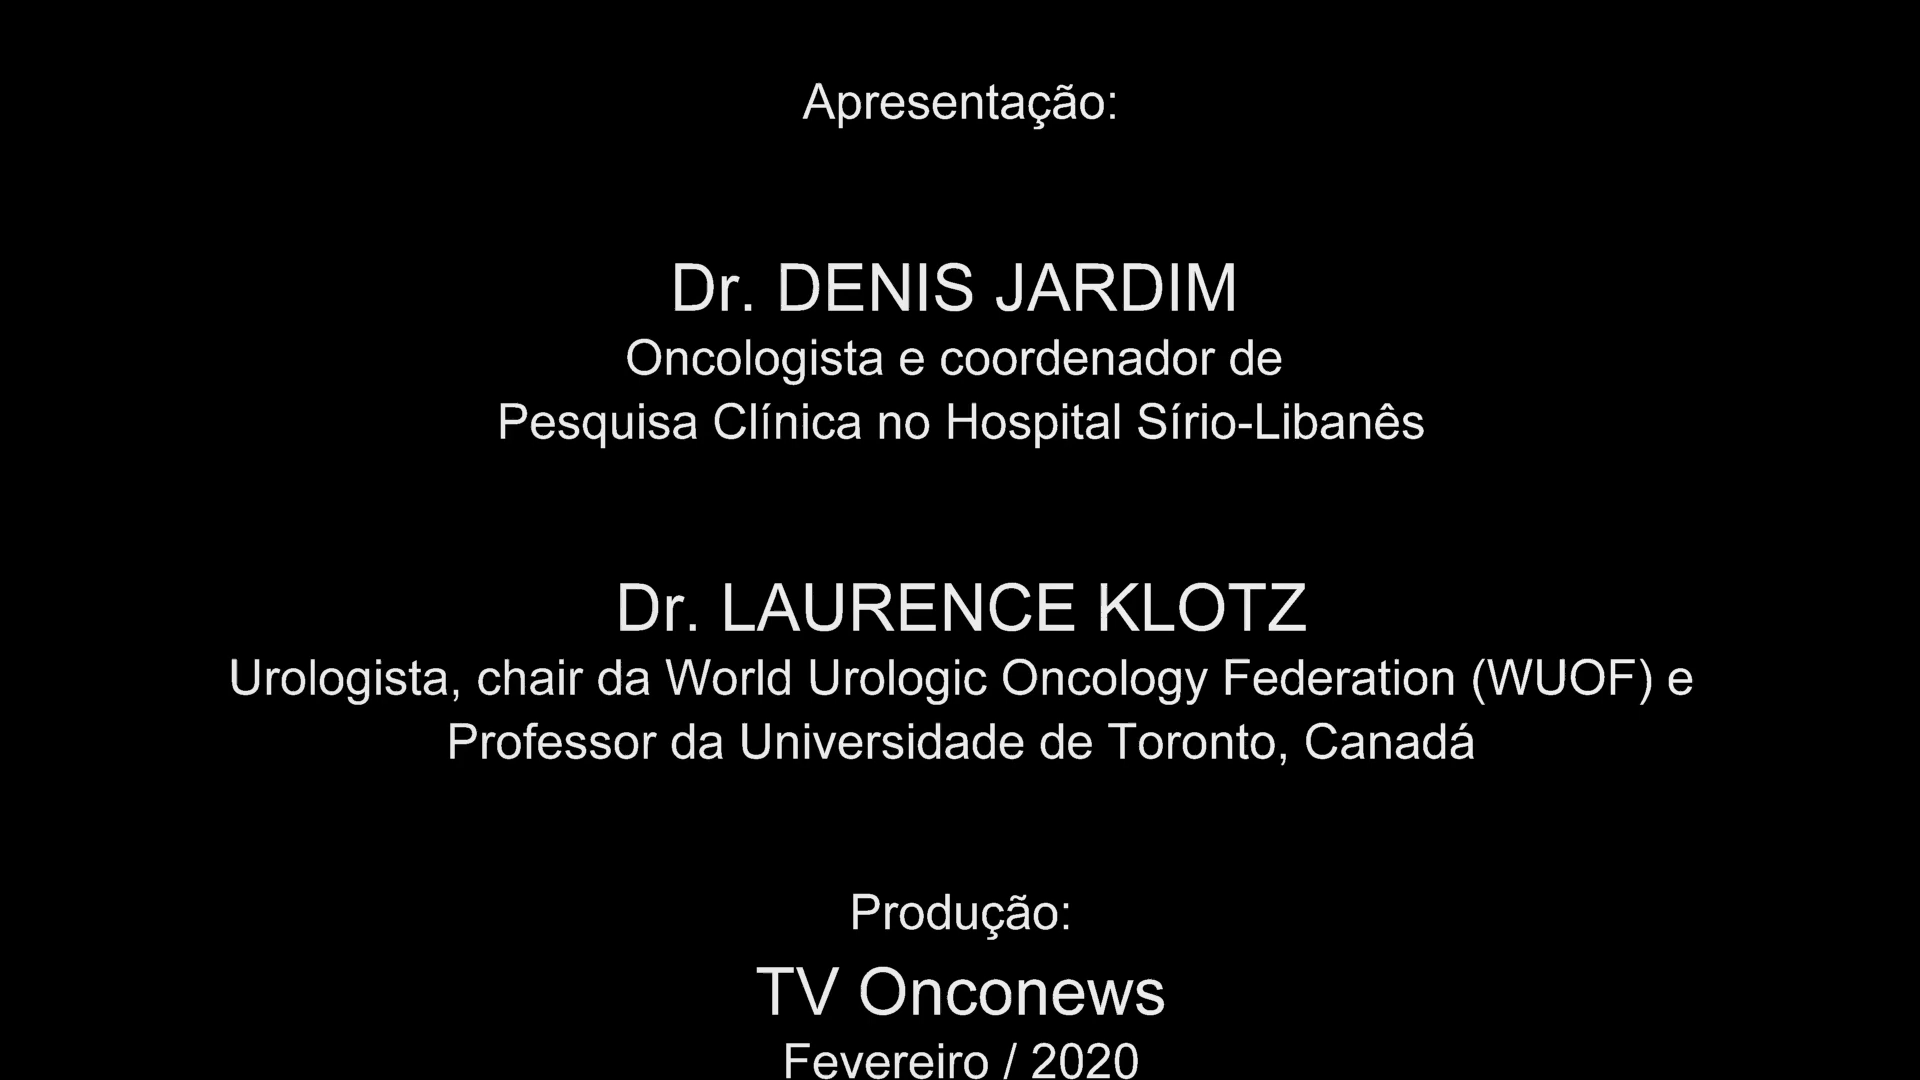 Apresentação:
Dr. DENIS JARDIM
Oncologista e coordenador de
Pesquisa Clínica no Hospital Sírio-Libanês
Dr. LAURENCE KLOTZ
Urologista, chair da World Urologic Oncology Federation (WUOF) e
Professor da Universidade de Toronto, Canadá
Produção:
TV Onconews
Fevereiro / 2020